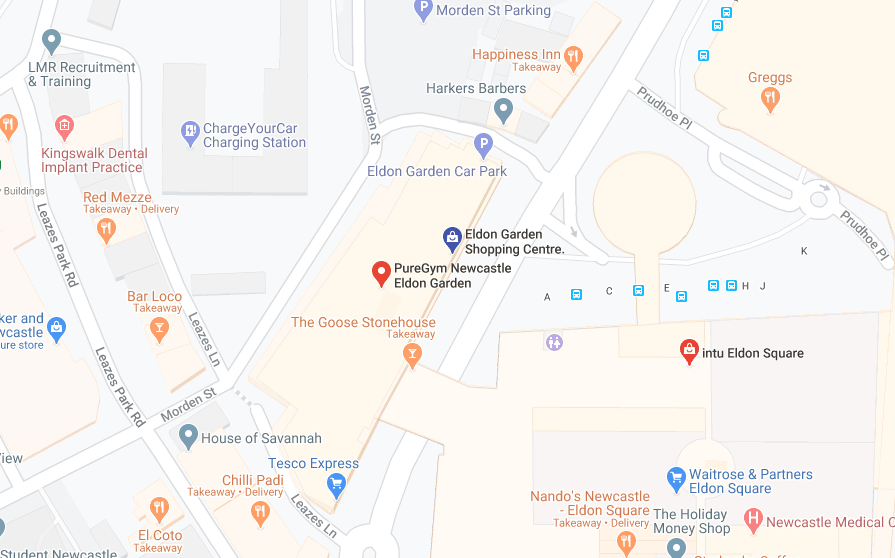 Morden St Parking
LMR Recruitment
& Training
Happiness Inn
Takeaway
Harkers Barbers
Greggs
Prudhoe Pl
Morden St
ChargeYourCar
Charging Station
Kingswalk Dental
Implant Practice
Buildings
Eldon Garden Car Park
Red Mezze
Takeaway • Delivery
Leazes Park Rd
Prudhoe Pl
Eldon Garden
Shopping Centre.
K
PureGym Newcastle
Eldon Garden
A
C
E
H
J
Bar Loco
Takeaway
ker and
wcastle
ure store
Leazes Ln
The Goose Stonehouse
Takeaway
intu Eldon Square
Leazes Park Rd
Morden St
House of Savannah
View
Tesco Express
Chilli Padi
Takeaway • Delivery
Leazes Ln
El Coto
Takeaway
Student Newcastle
Waitrose & Partners
Eldon Square
Nando's Newcastle
- Eldon Square
Takeaway • Delivery
The Holiday
Money Shop
Newcastle Medical C